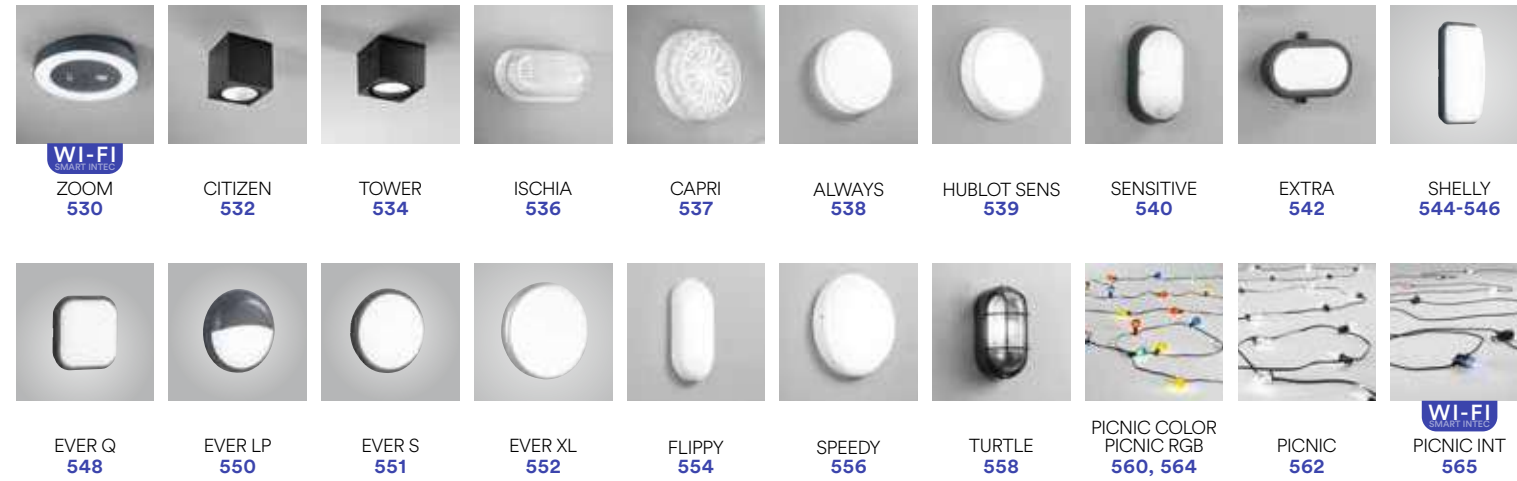 WI-FI
SMART INTEC
ZOOM
530
CITIZEN
532
TOWER
534
ISCHIA
536
CAPRI
537
ALWAYS
538
HUBLOT SENS
539
SENSITIVE
540
EXTRA
542
SHELLY
544-546
EVER Q
548
EVER LP
550
EVER S
551
EVER XL
552
FLIPPY
554
SPEEDY
556
TURTLE
558
PICNIC COLOR
PICNIC RGB
560, 564
PICNIC
562
WI-FI
SMART INTEC
PICNIC INT
565